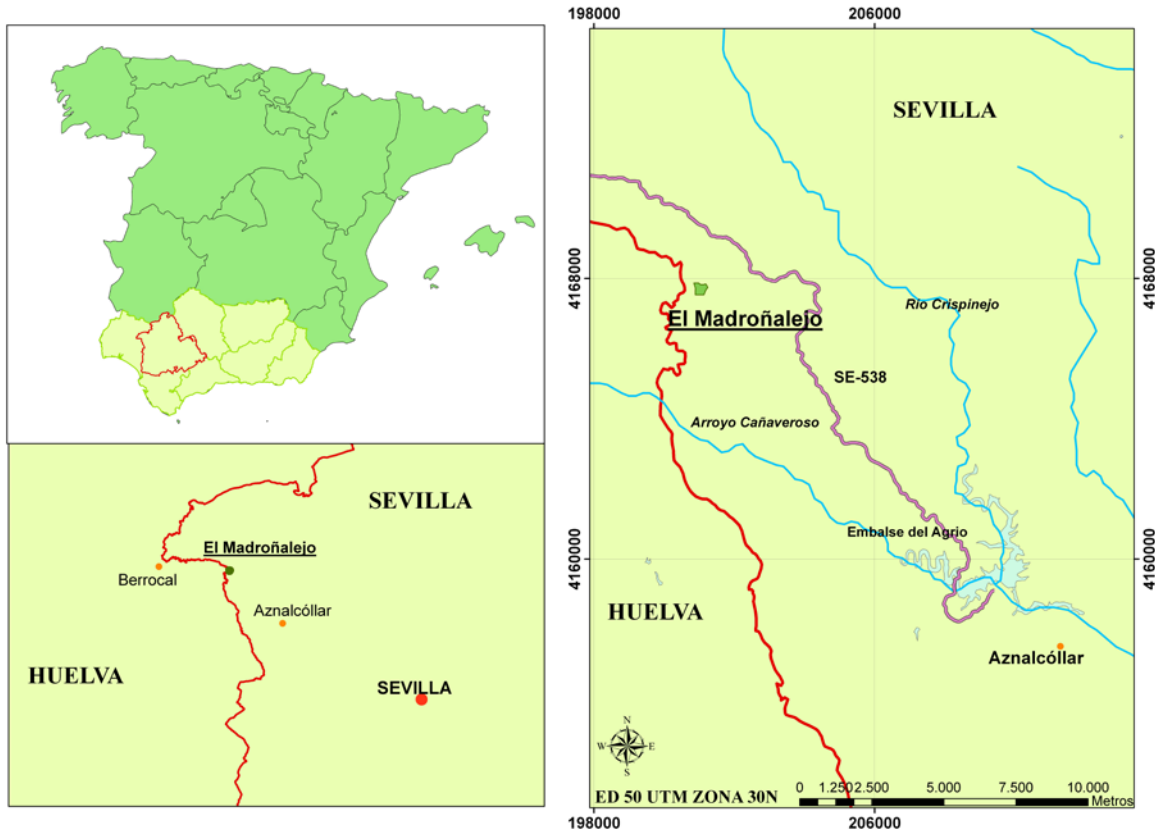 SEVILLA
El Madroñalejo
Berrocal
Aznalcóllar
HUELVA
SEVILLA
198000
206000
SEVILLA
4168000
4168000
Rio Crispinejo
El Madroñalejo
SE-538
Arroyo Cañaveroso
Embalse del Agrio
4160000
4160000
HUELVA
Aznalcóllar
N
W
E
S
0 1.250 2.500 5.000 7.500 10.000
Metros
ED 50 UTM ZONA 30N
198000
206000